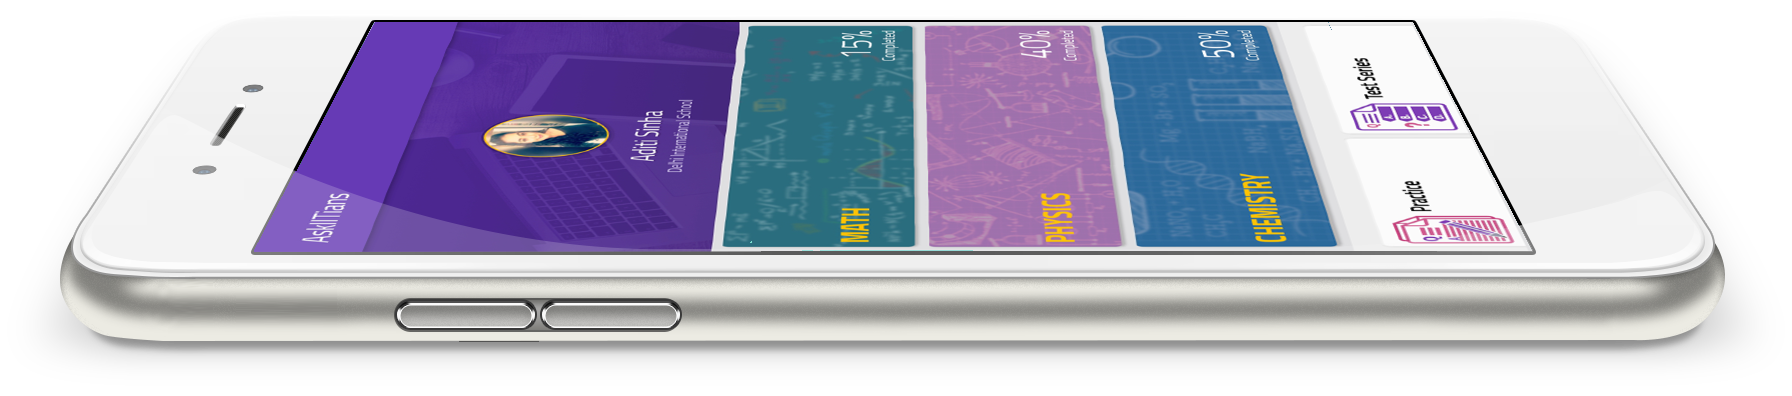 AskIITians
Aditi Sinha
Delhi International School
MATH
15%
Completed
PHYSICS
40%
Completed
CHEMISTRY
50%
Completed
Practice
Test Series